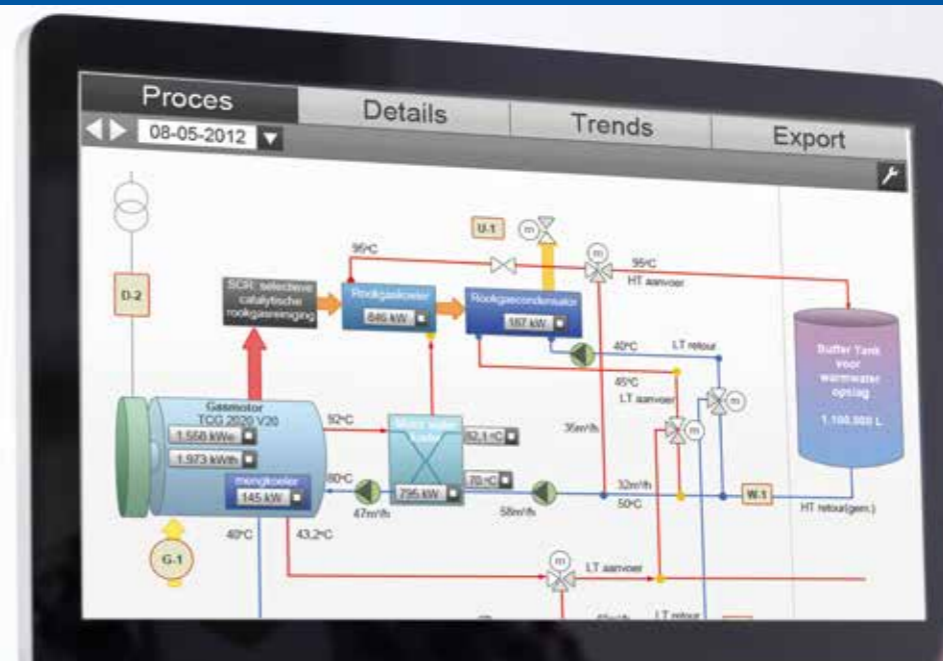 Proces
Details
Trends
Export
08-05-2012
U-1
m
m
95°C
95°C
HT aanvoer
D-2
SCR: selectieve
catalytische
rookgasreiniging
Rookgaskoeler
846 kW
Rookgascondensator
187 kW
40°C
LT retour
45°C
LT aanvoer
m
m
Buffer Tank
voor
warmwater
opslag
1.100.000 L
Gasmotor
TCG 2020 V20
1.558 kWe
1.973 kWth
mengkoeler
145 kW
92°C
80°C
47m³/h
795 kW
82,1 °C
70 °C
58m³/h
35m³/h
32m³/h
50°C
W-1
HT retour(gem.)
40°C
43,2°C
G-1
m
LT aanvoer
LT retour